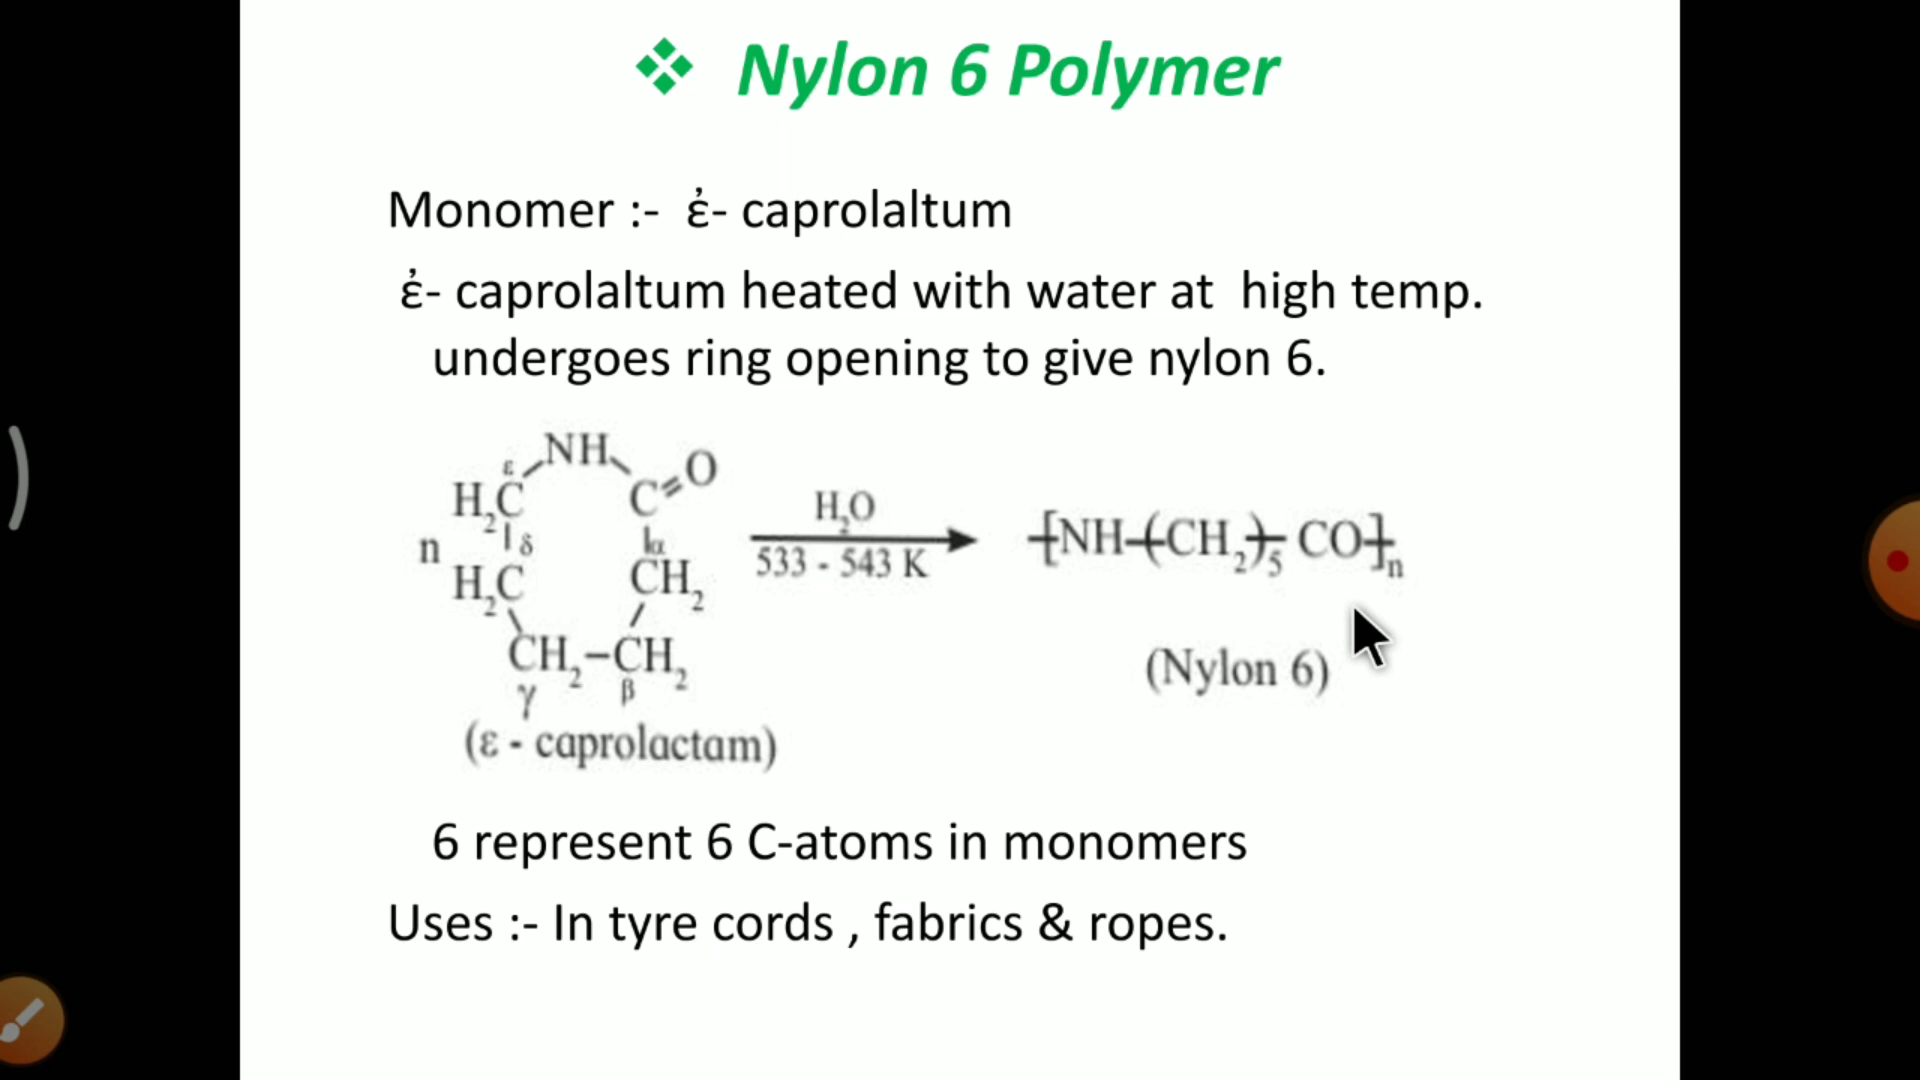 ❖ Nylon 6 Polymer
Monomer :- ἐ- caprolaltum
ἐ- caprolaltum heated with water at high temp.
undergoes ring opening to give nylon 6.
NH
ε
O
H₂C
C
H₂O
n
δ
α
533 - 543 K
[NH-(CH₂)₅ CO]n
H₂C
CH₂
CH₂-CH₂
γ
β
(Nylon 6)
(ε - caprolactam)
6 represent 6 C-atoms in monomers
Uses :- In tyre cords , fabrics & ropes.